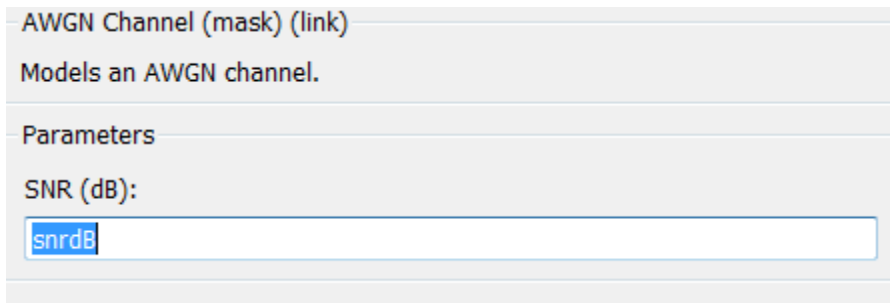 AWGN Channel (mask) (link)
Models an AWGN channel.
Parameters
SNR (dB):
snrdB